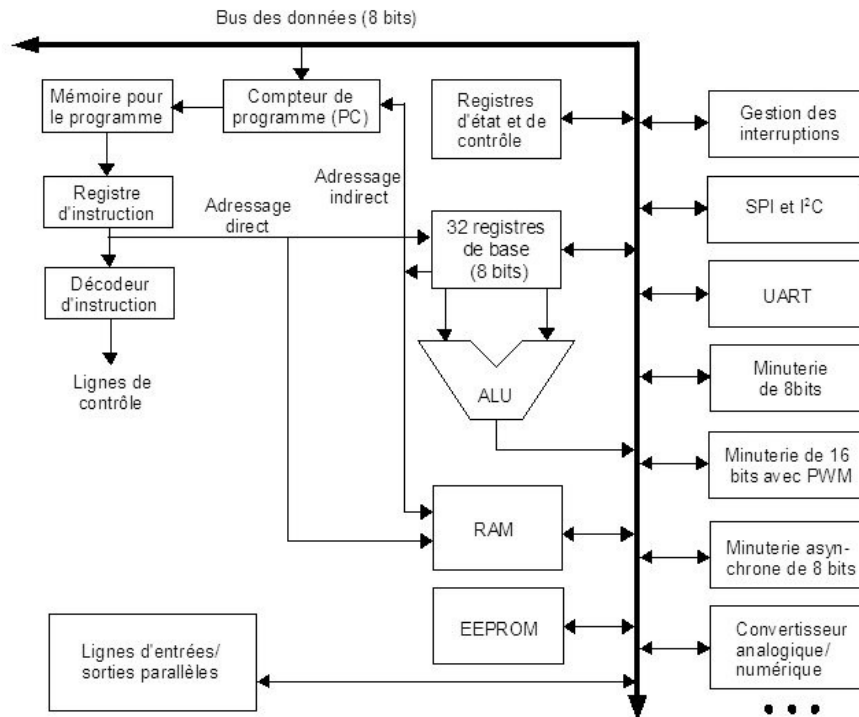 Bus des données (8 bits)
Mémoire pour
le programme
Compteur de
programme (PC)
Registres
d'état et de
contrôle
Gestion des
interruptions
Registre
d'instruction
Adressage
direct
Adressage
indirect
32 registres
de base
(8 bits)
SPI et I²C
Décodeur
d'instruction
UART
Lignes de
contrôle
ALU
Minuterie
de 8bits
Minuterie de 16
bits avec PWM
RAM
Minuterie asyn-
chrone de 8 bits
EEPROM
Lignes d'entrées/
sorties parallèles
Convertisseur
analogique/
numérique
• • •